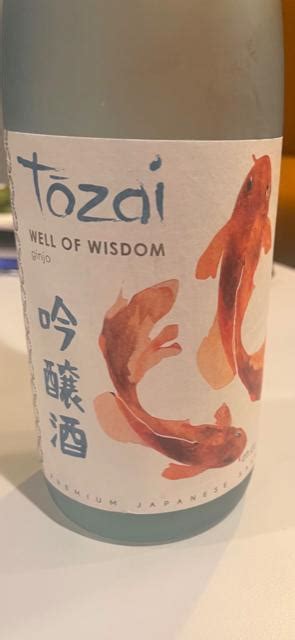 Tozai
WELL OF WISDOM
ginjo
吟
醸
酒
PREMIUM JAPANESE